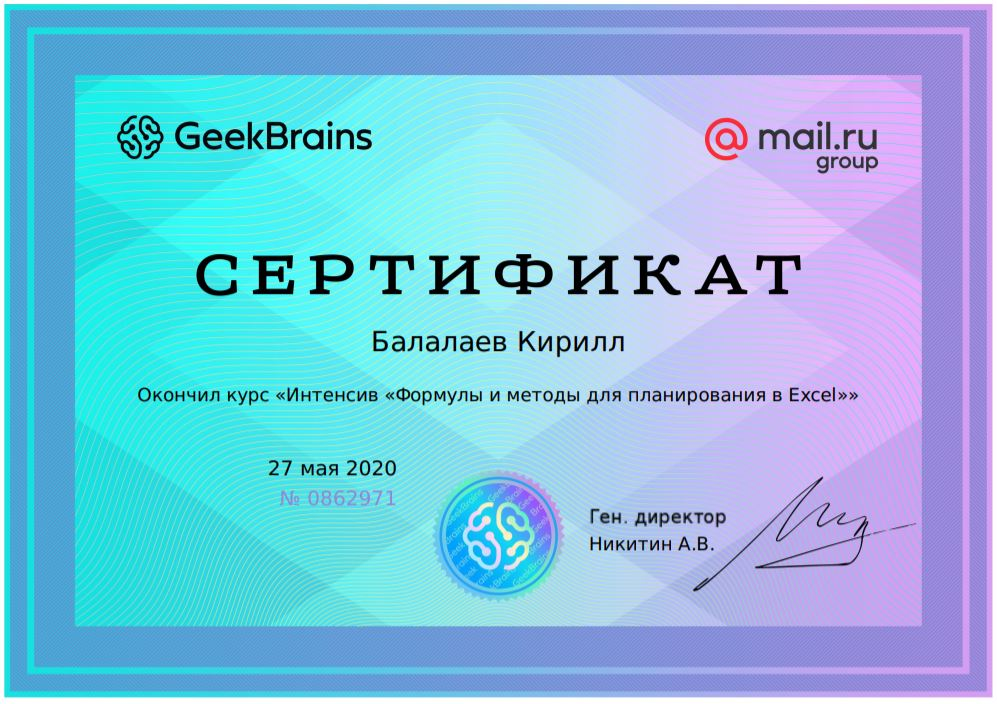 GeekBrains
@mail.ru
group
СЕРТИФИКАТ
Балалаев Кирилл
Окончил курс «Интенсив «Формулы и методы для планирования в Excel»»
27 мая 2020
№ 0862971
Ген. директор
Никитин А.В.